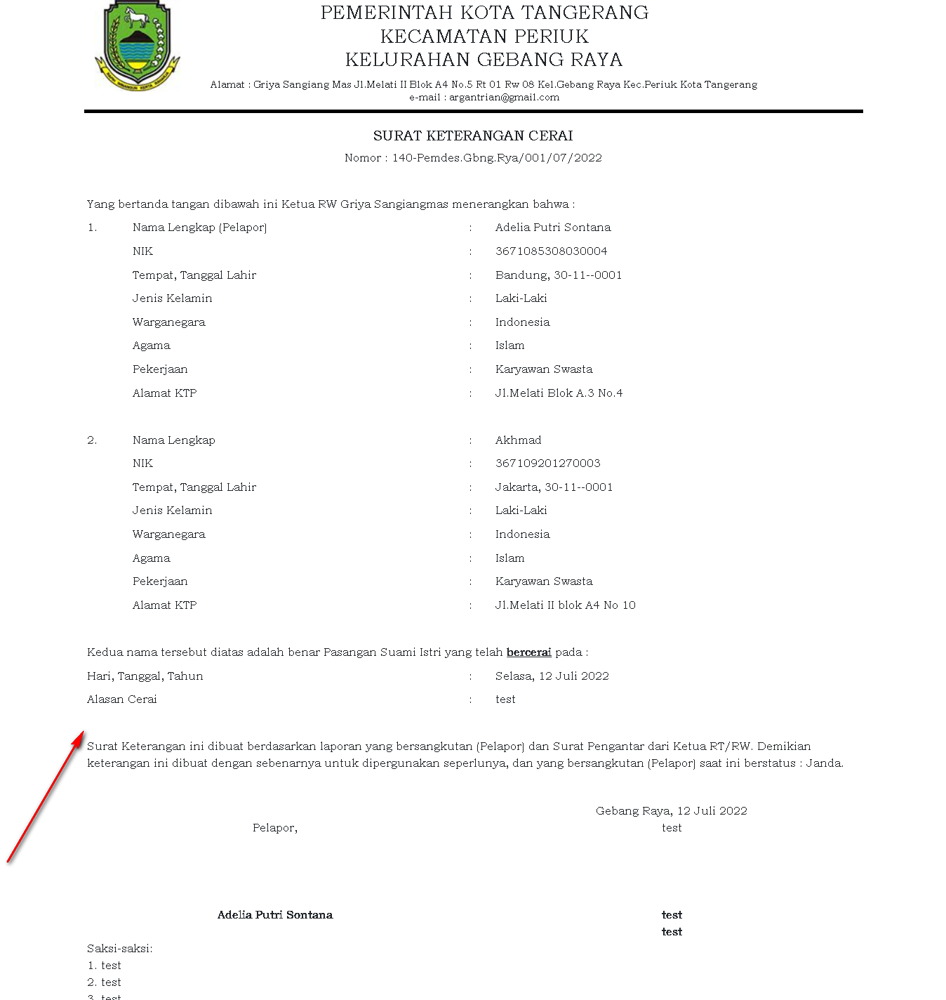 PEMERINTAH KOTA TANGERANG
KECAMATAN PERIUK
KELURAHAN GEBANG RAYA
Alamat : Griya Sangiang Mas Jl.Melati II Blok A4 No.5 Rt 01 Rw 08 Kel.Gebang Raya Kec.Periuk Kota Tangerang
e-mail : argantrian@gmail.com
SURAT KETERANGAN CERAI
Nomor : 140-Pemdes.Gbng.Rya/001/07/2022
Yang bertanda tangan dibawah ini Ketua RW Griya Sangiangmas menerangkan bahwa :
1. Nama Lengkap (Pelapor) : Adelia Putri Sontana
NIK : 3671085308030004
Tempat, Tanggal Lahir : Bandung, 30-11--0001
Jenis Kelamin : Laki-Laki
Warganegara : Indonesia
Agama : Islam
Pekerjaan : Karyawan Swasta
Alamat KTP : Jl.Melati Blok A.3 No.4
2. Nama Lengkap : Akhmad
NIK : 367109201270003
Tempat, Tanggal Lahir : Jakarta, 30-11--0001
Jenis Kelamin : Laki-Laki
Warganegara : Indonesia
Agama : Islam
Pekerjaan : Karyawan Swasta
Alamat KTP : Jl.Melati II blok A4 No 10
Kedua nama tersebut diatas adalah benar Pasangan Suami Istri yang telah bercerai pada :
Hari, Tanggal, Tahun : Selasa, 12 Juli 2022
Alasan Cerai : test
Surat Keterangan ini dibuat berdasarkan laporan yang bersangkutan (Pelapor) dan Surat Pengantar dari Ketua RT/RW. Demikian
keterangan ini dibuat dengan sebenarnya untuk dipergunakan seperlunya, dan yang bersangkutan (Pelapor) saat ini berstatus : Janda.
Gebang Raya, 12 Juli 2022
Pelapor, test
Adelia Putri Sontana test
test
Saksi-saksi:
1. test
2. test
3. test